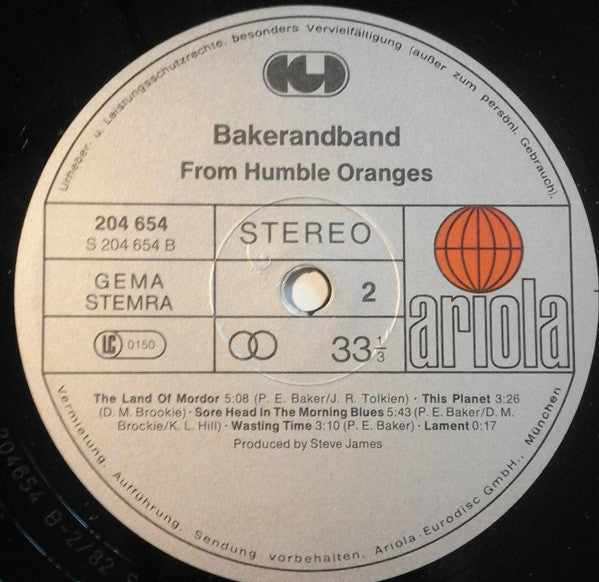 Urheber- u. Leistungsschutzrechte, besonders Vervielfältigung (außer zum persönl. Gebrauch),
Bakerandband
From Humble Oranges
204 654
S 204 654 B
STEREO
GEMA
STEMRA
2
ariola
LC 0150
33 1/3
The Land Of Mordor 5:08 (P. E. Baker/J. R. Tolkien) · This Planet 3:26
(D. M. Brookie) · Sore Head In The Morning Blues 5:43 (P. E. Baker/D. M.
Brockie/K. L. Hill) · Wasting Time 3:10 (P. E. Baker) · Lament 0:17
Produced by Steve James
Vermietung, Aufführung, Sendung vorbehalten. Ariola-Eurodisc GmbH., München
204654 B-2/82 S